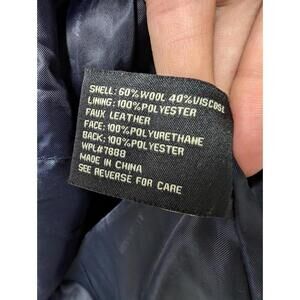 SHELL: 60%WOOL 40%VISCOSE
LINING: 100%POLYESTER
FAUX LEATHER
FACE: 100%POLYURETHANE
BACK: 100%POLYESTER
WPL#7888
MADE IN CHINA
SEE REVERSE FOR CARE